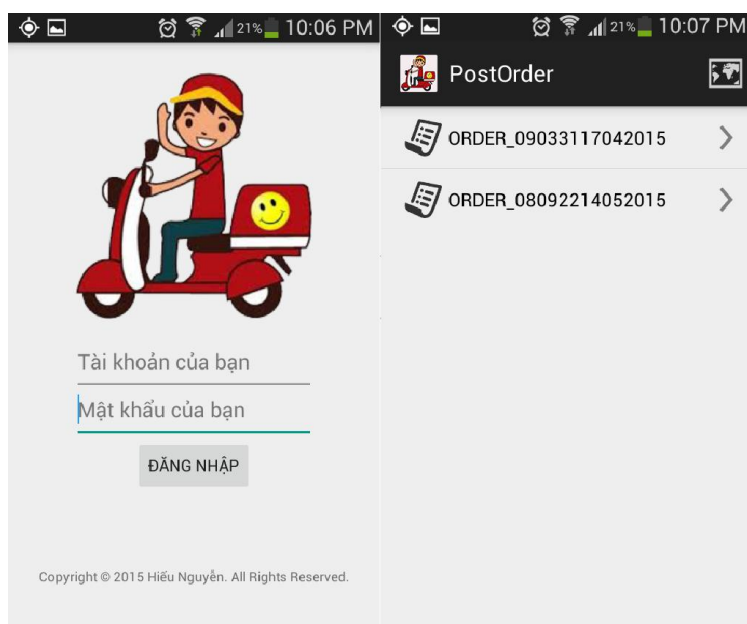 21% 10:06 PM
Tài khoản của bạn
Mật khẩu của bạn
ĐĂNG NHẬP
Copyright © 2015 Hiếu Nguyễn. All Rights Reserved.
21% 10:07 PM
PostOrder
ORDER_09033117042015
ORDER_08092214052015